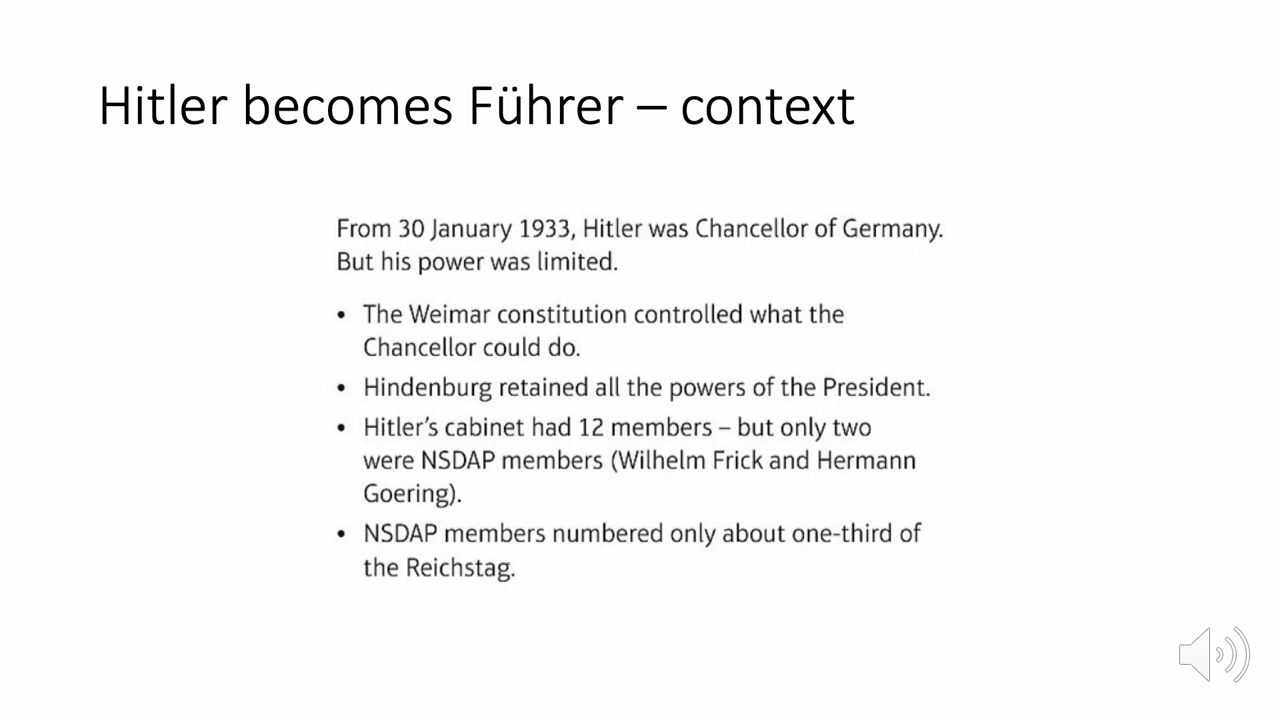 Hitler becomes Führer – context
From 30 January 1933, Hitler was Chancellor of Germany.
But his power was limited.
• The Weimar constitution controlled what the
Chancellor could do.
• Hindenburg retained all the powers of the President.
• Hitler’s cabinet had 12 members – but only two
were NSDAP members (Wilhelm Frick and Hermann
Goering).
• NSDAP members numbered only about one-third of
the Reichstag.